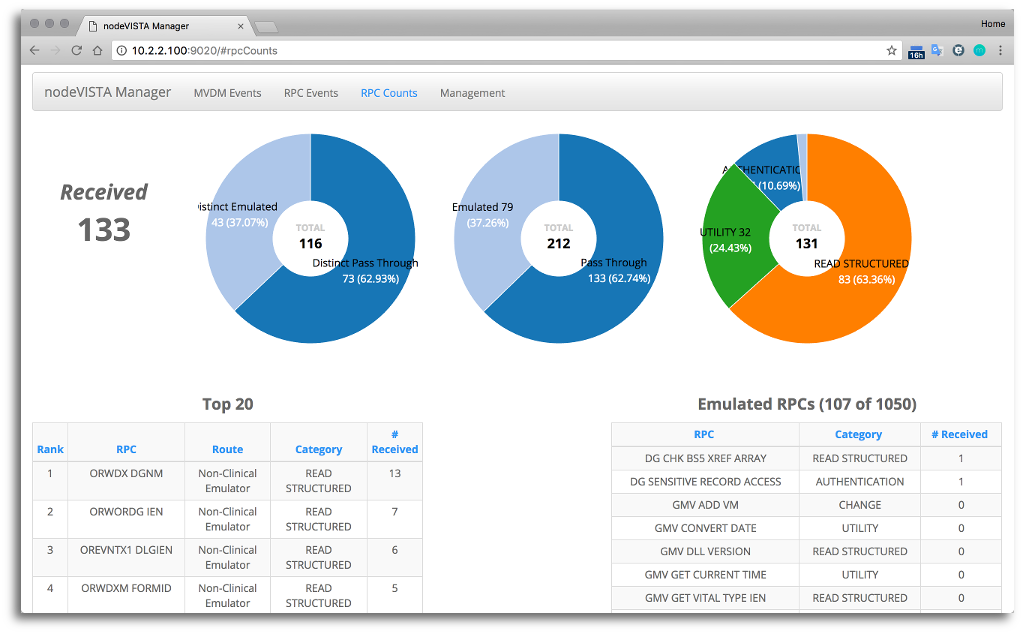 nodeVISTA Manager
Home
10.2.2.100:9020/#rpcCounts
16h
nodeVISTA Manager MVDM Events RPC Events RPC Counts Management
Received
133
istinct Emulated
43 (37.07%)
TOTAL
116
Distinct Pass Through
73 (62.93%)
Emulated 79
(37.26%)
TOTAL
212
Pass Through
133 (62.74%)
HENTICATIO
(10.69%)
UTILITY 32
(24.43%)
TOTAL
131
READ STRUCTURED
83 (63.36%)
Top 20
Rank RPC Route Category # Received
1 ORWDX DGNM Non-Clinical Emulator READ STRUCTURED 13
2 ORWORDG IEN Non-Clinical Emulator READ STRUCTURED 7
3 OREVNTX1 DLGIEN Non-Clinical Emulator READ STRUCTURED 6
4 ORWDXM FORMID Non-Clinical Emulator READ STRUCTURED 5
Emulated RPCs (107 of 1050)
RPC Category # Received
DG CHK BS5 XREF ARRAY READ STRUCTURED 1
DG SENSITIVE RECORD ACCESS AUTHENTICATION 1
GMV ADD VM CHANGE 0
GMV CONVERT DATE UTILITY 0
GMV DLL VERSION READ STRUCTURED 0
GMV GET CURRENT TIME UTILITY 0
GMV GET VITAL TYPE IEN READ STRUCTURED 0